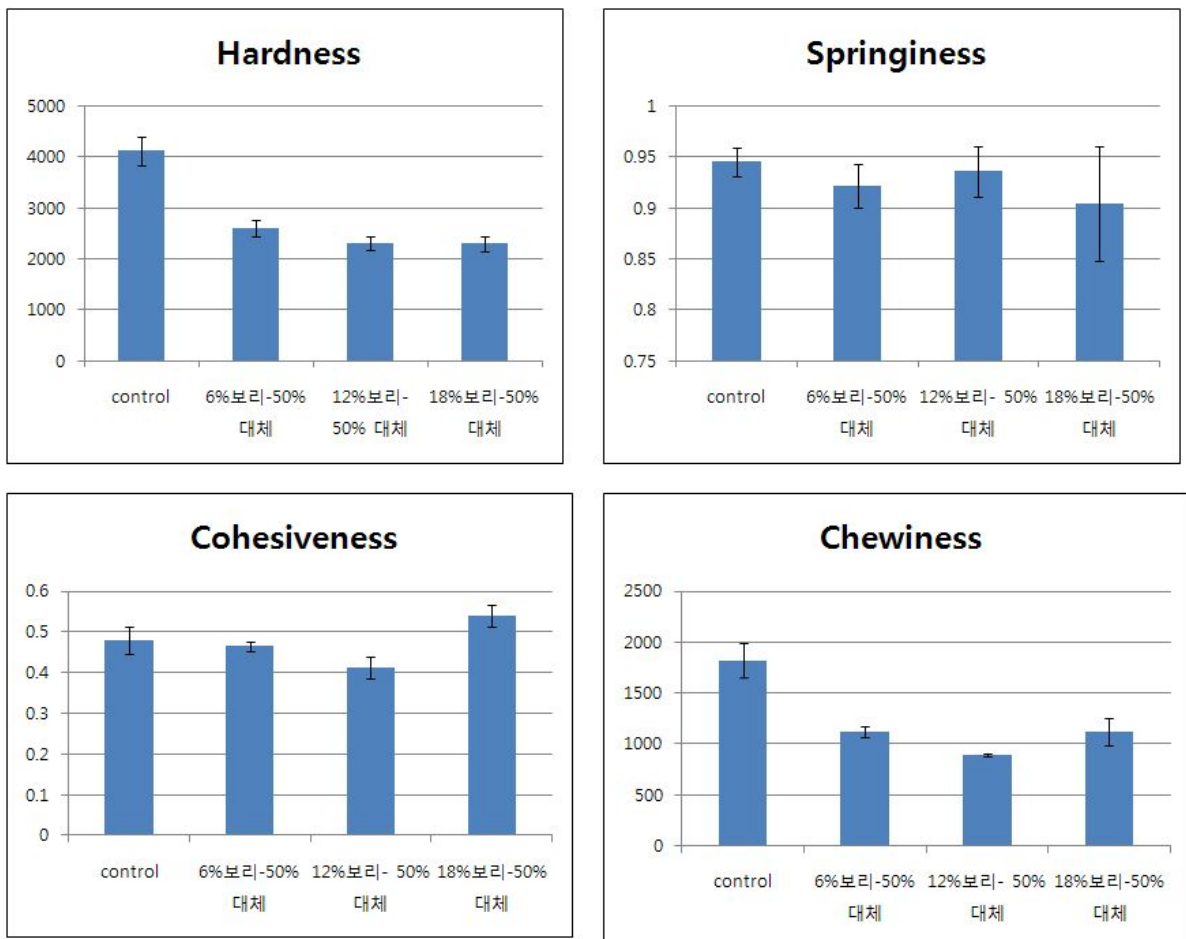 Hardness
5000
4000
3000
2000
1000
0
control
6%보리-50%
대체
12%보리-
50% 대체
18%보리-50%
대체
Springiness
1
0.95
0.9
0.85
0.8
0.75
control
6%보리-50%
대체
12%보리- 50%
대체
18%보리-50%
대체
Cohesiveness
0.6
0.5
0.4
0.3
0.2
0.1
0
control
6%보리-50%
대체
12%보리- 50%
대체
18%보리-50%
대체
Chewiness
2500
2000
1500
1000
500
0
control
6%보리-50%
대체
12%보리- 50%
대체
18%보리-50%
대체